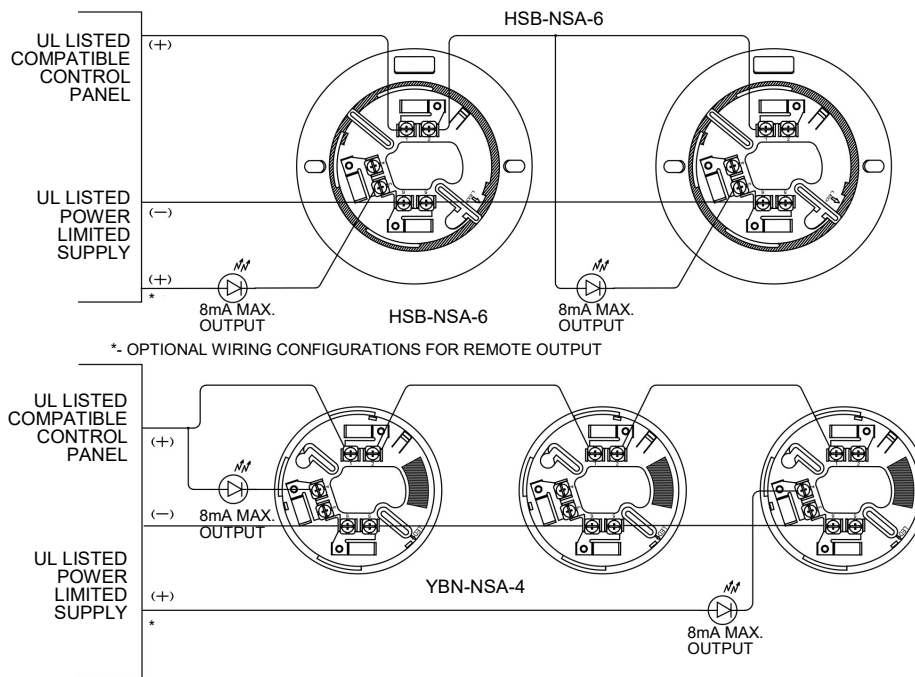 HSB-NSA-6
UL LISTED
COMPATIBLE
CONTROL
PANEL
(+)
UL LISTED
POWER
LIMITED
SUPPLY
(-)
(+)
*
8mA MAX.
OUTPUT
8mA MAX.
OUTPUT
HSB-NSA-6
*- OPTIONAL WIRING CONFIGURATIONS FOR REMOTE OUTPUT
UL LISTED
COMPATIBLE
CONTROL
PANEL
(+)
8mA MAX.
OUTPUT
(-)
UL LISTED
POWER
LIMITED
SUPPLY
(+)
*
YBN-NSA-4
8mA MAX.
OUTPUT